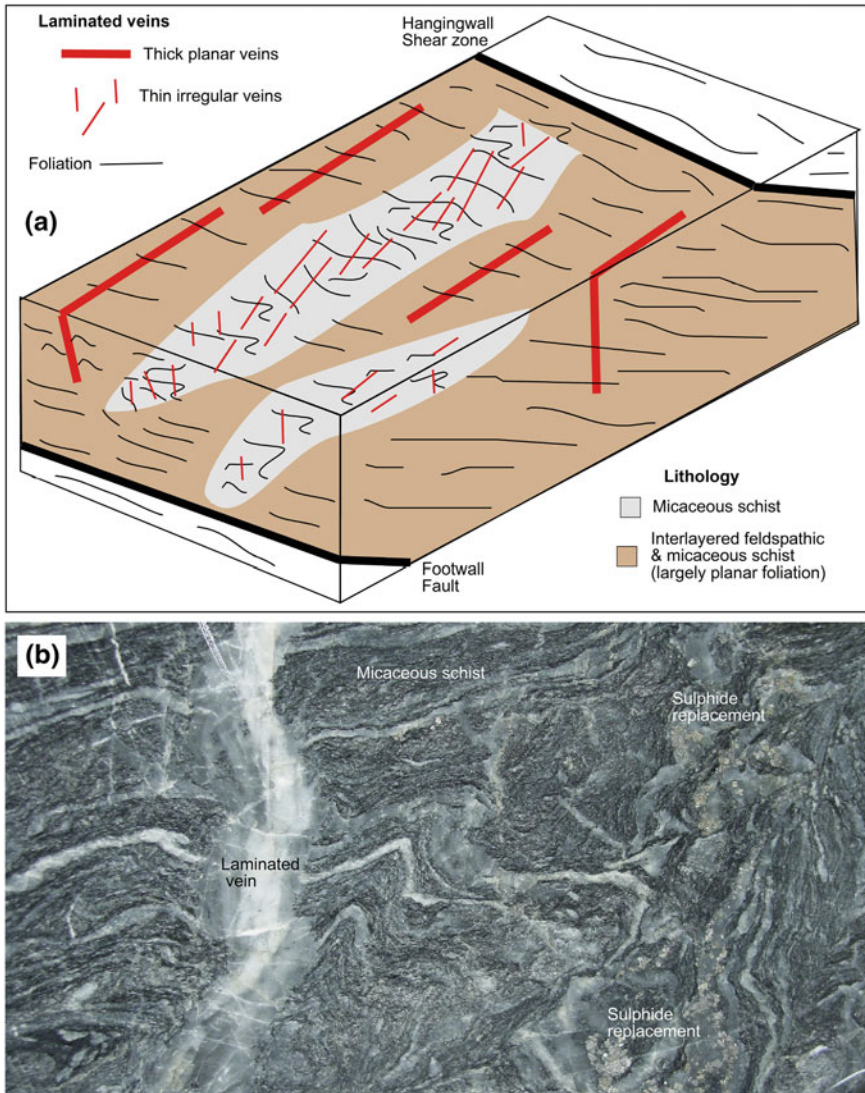 Laminated veins
Thick planar veins
Thin irregular veins
Foliation
(a)
Hangingwall
Shear zone
Lithology
Micaceous schist
Interlayered feldspathic
& micaceous schist
(largely planar foliation)
Footwall
Fault
(b)
Micaceous schist
Sulphide
replacement
Laminated
vein
Sulphide
replacement